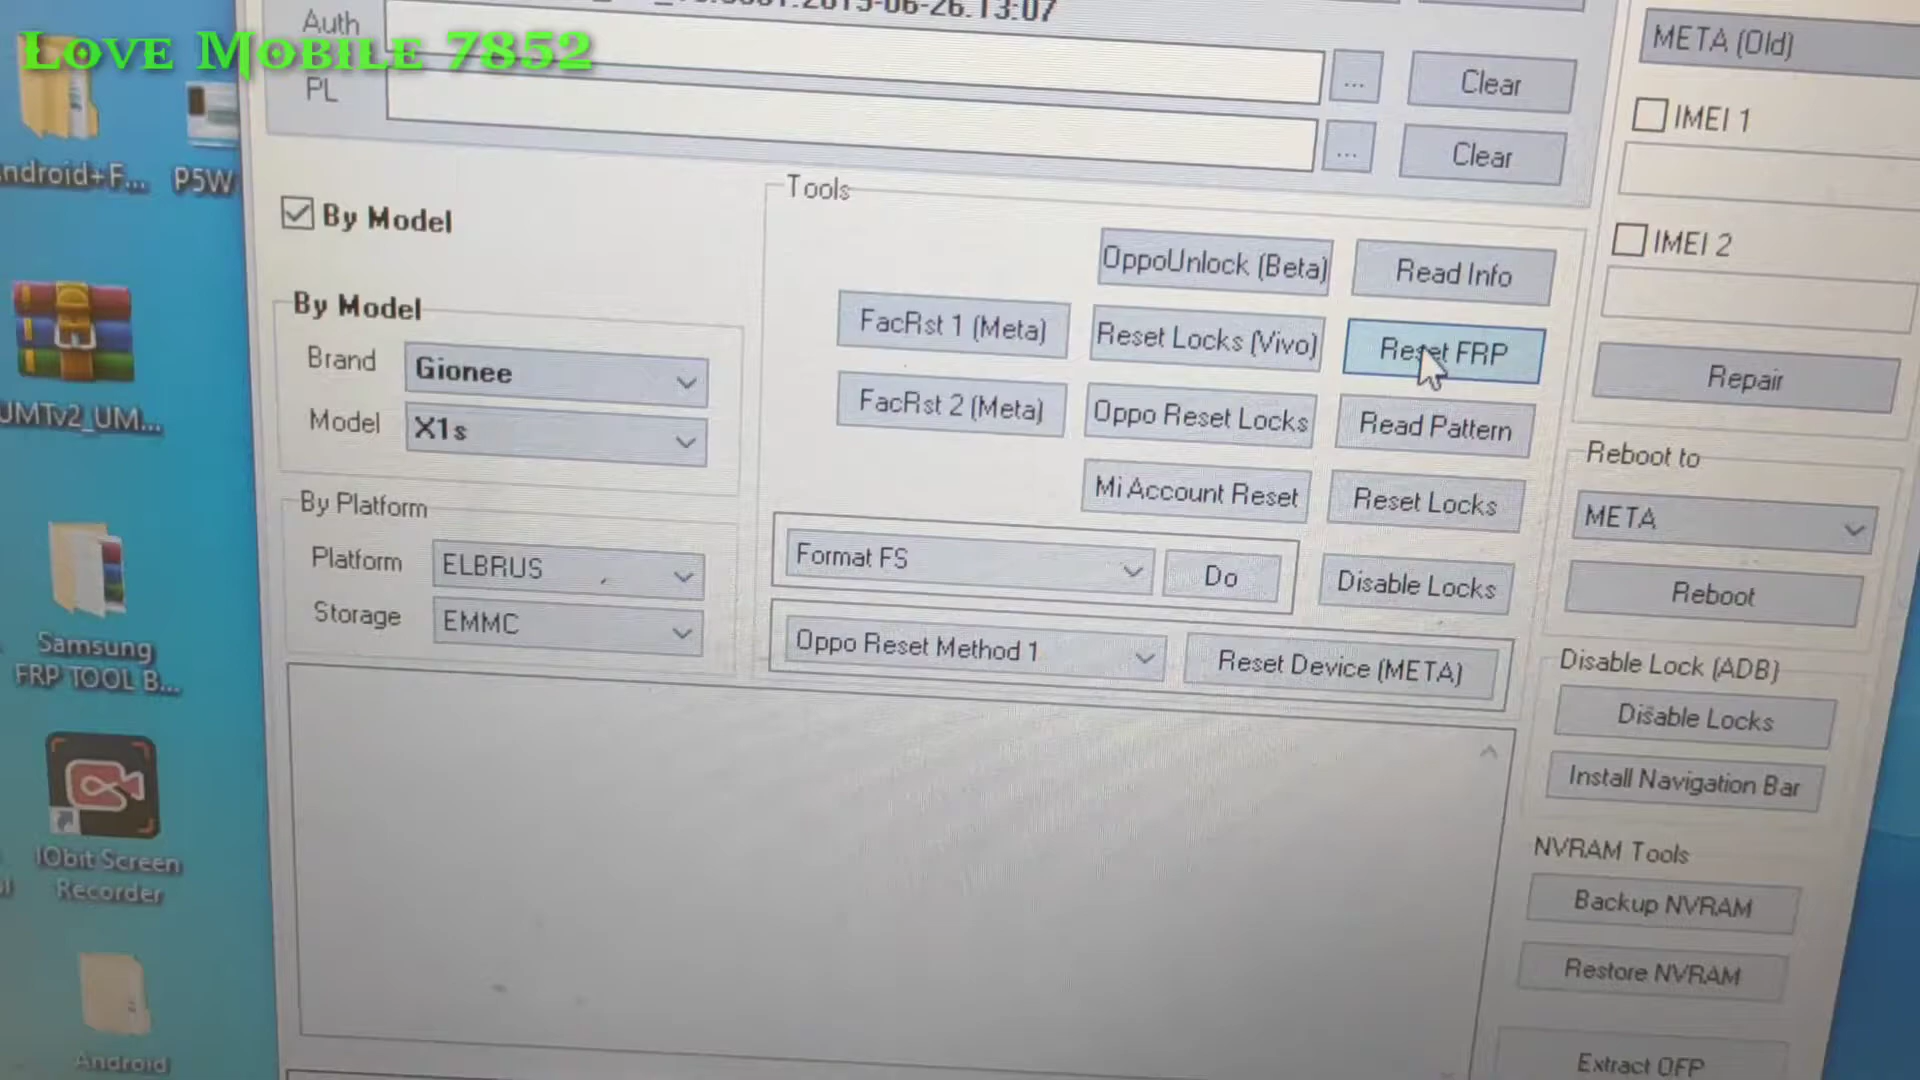 Love Mobile 7852
Auth
Clear
PL
Clear
META (Old)
IMEI 1
IMEI 2
Repair
Reboot to
META
Reboot
Disable Lock (ADB)
Disable Locks
Install Navigation Bar
NVRAM Tools
Backup NVRAM
Restore NVRAM
Extract OFP
By Model
By Model
Brand Gionee
Model X1s
By Platform
Platform ELBRUS
Storage EMMC
Tools
OppoUnlock (Beta) Read Info
FacRst 1 (Meta) Reset Locks (Vivo) Reset FRP
FacRst 2 (Meta) Oppo Reset Locks Read Pattern
Mi Account Reset Reset Locks
Format FS Do Disable Locks
Oppo Reset Method 1 Reset Device (META)
P5W
UMTv2_UM...
Samsung
FRP TOOL B...
IObit Screen
Recorder
Android